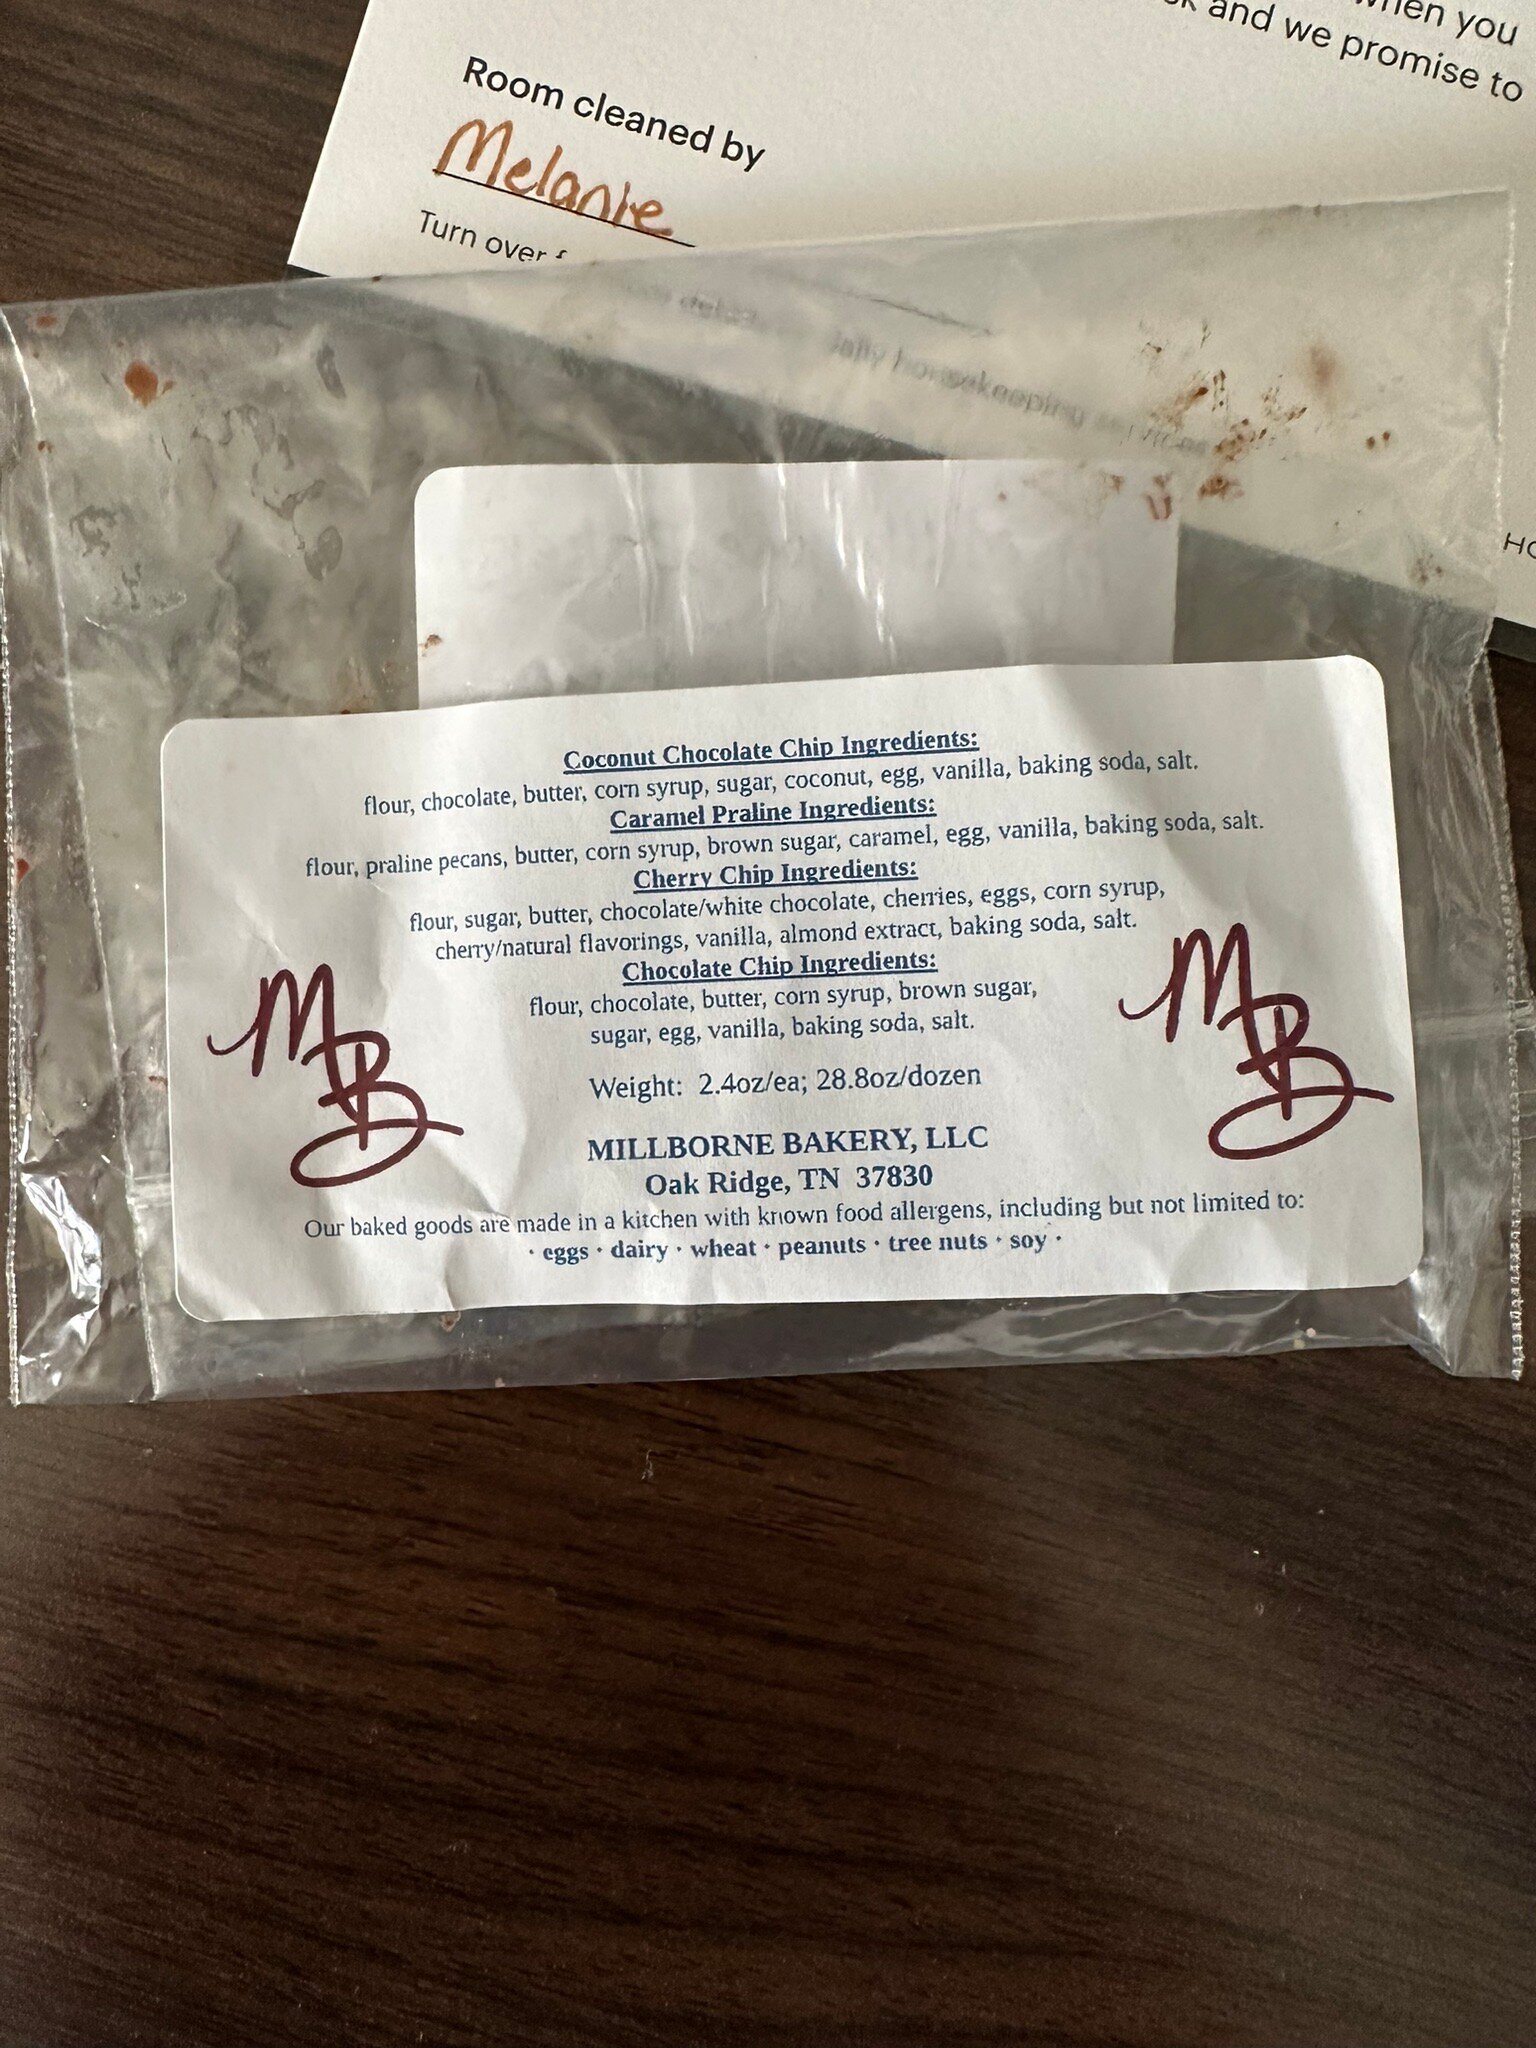 when you
and we promise to
Room cleaned by
Melanie
Turn over
housekeeping
HO
Coconut Chocolate Chip Ingredients:
flour, chocolate, butter, corn syrup, sugar, coconut, egg, vanilla, baking soda, salt.
Caramel Praline Ingredients:
flour, praline pecans, butter, corn syrup, brown sugar, caramel, egg, vanilla, baking soda, salt.
Cherry Chip Ingredients:
flour, sugar, butter, chocolate/white chocolate, cherries, eggs, corn syrup,
cherry/natural flavorings, vanilla, almond extract, baking soda, salt.
Chocolate Chip Ingredients:
flour, chocolate, butter, corn syrup, brown sugar,
sugar, egg, vanilla, baking soda, salt.
Weight: 2.4oz/ea; 28.8oz/dozen
MB
MB
MILLBORNE BAKERY, LLC
Oak Ridge, TN 37830
Our baked goods are made in a kitchen with known food allergens, including but not limited to:
· eggs · dairy · wheat · peanuts · tree nuts · soy ·